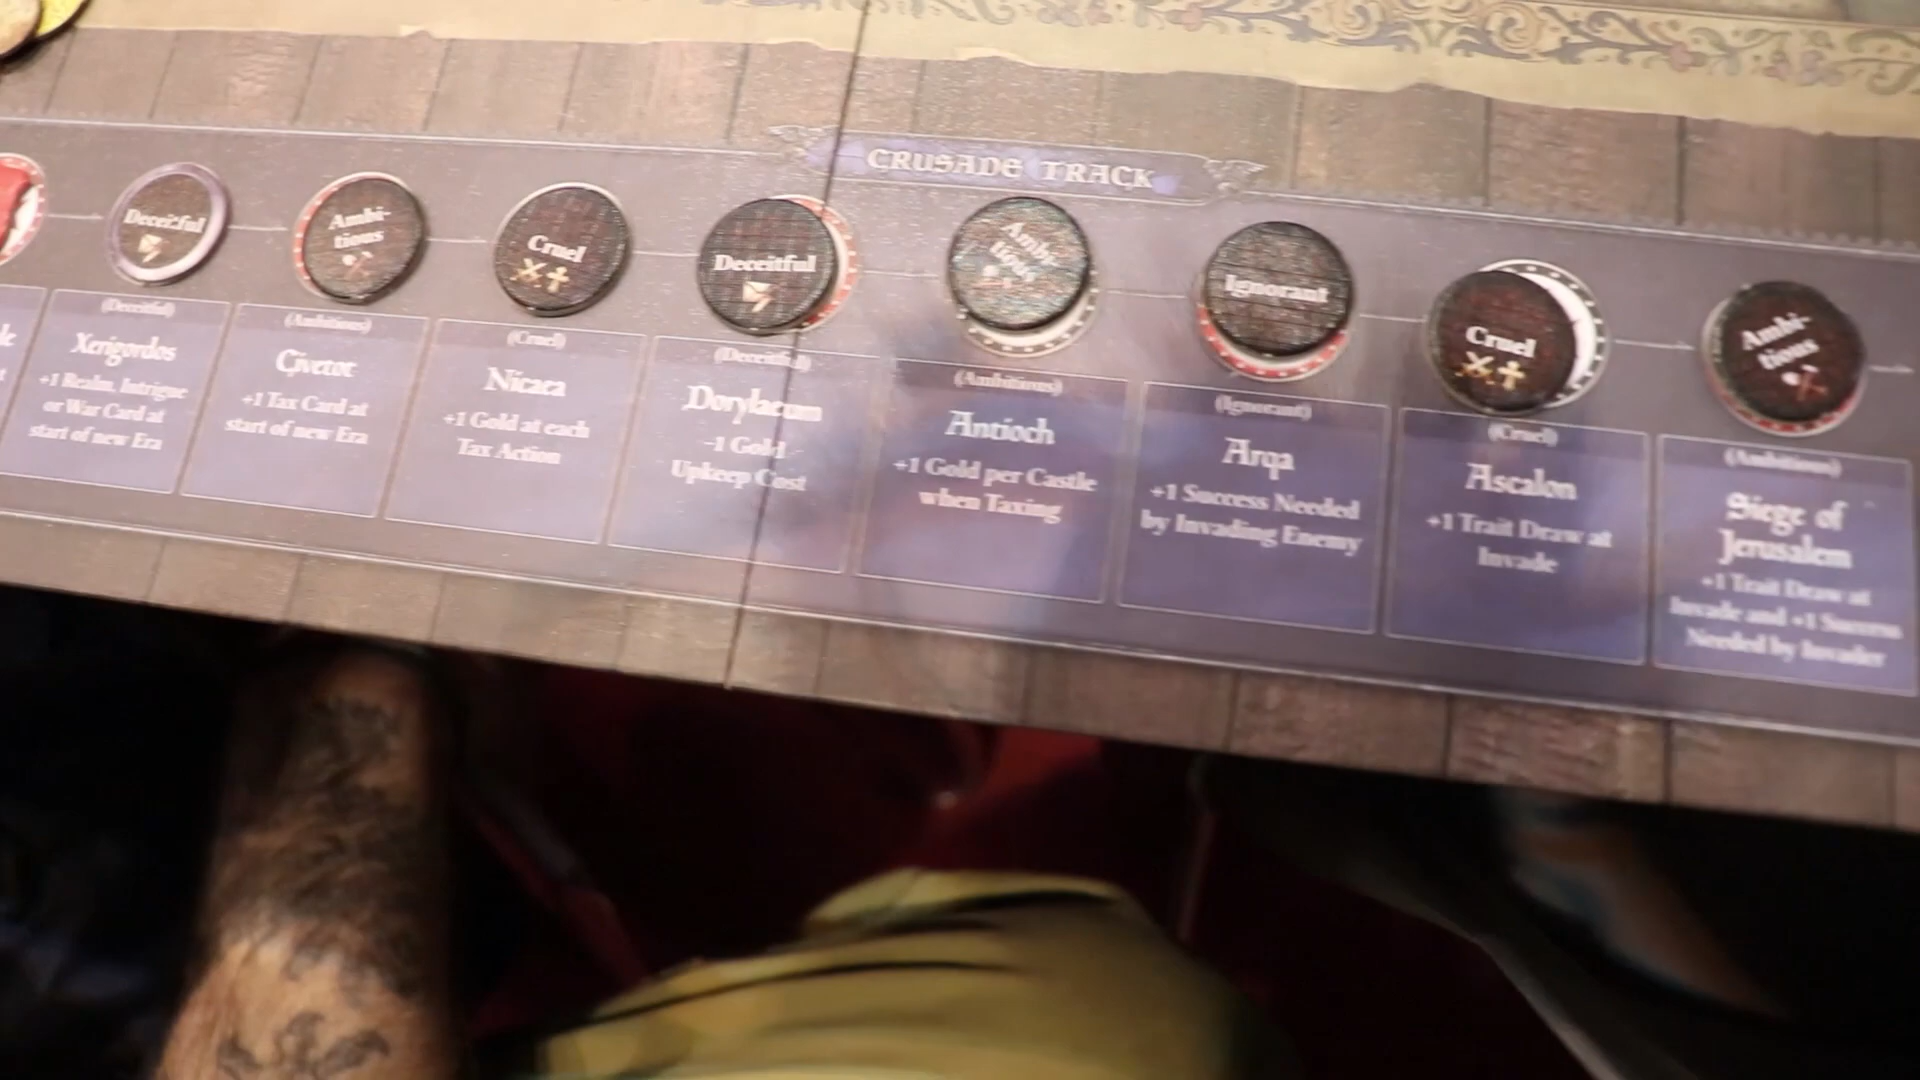 CRUSADE TRACK
Deceitful
Ambi-
tious
Cruel
Deceitful
Ambi-
tious
Ignorant
Cruel
Ambi-
tious
(Deceitful)
Xerigordos
+1 Realm, Intrigue
or War Card at
start of new Era
(Ambitious)
Civetot
+1 Tax Card at
start of new Era
(Cruel)
Nicaea
+1 Gold at each
Tax Action
(Deceitful)
Dorylaeum
-1 Gold
Upkeep Cost
(Ambitious)
Antioch
+1 Gold per Castle
when Taxing
(Ignorant)
Arqa
+1 Success Needed
by Invading Enemy
(Cruel)
Ascalon
+1 Trait Draw at
Invade
(Ambitious)
Siege of
Jerusalem
+1 Trait Draw at
Invade and +1 Success
Needed by Invader